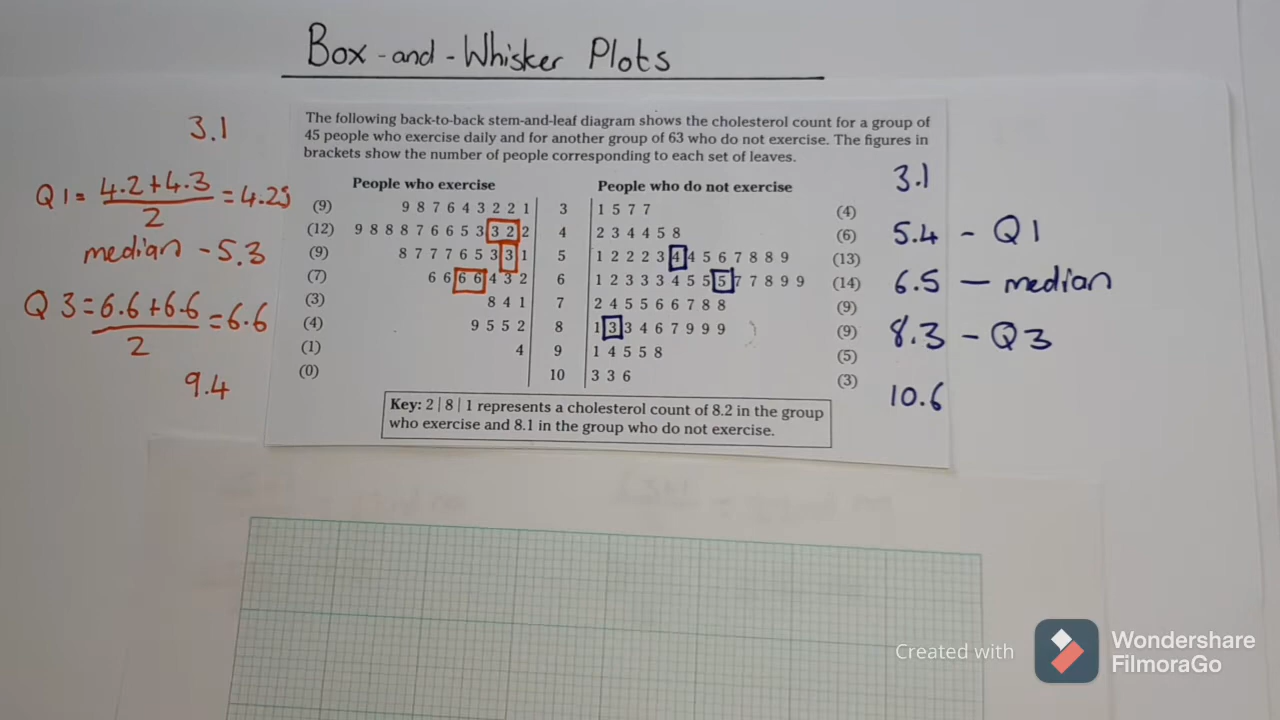 Box-and-Whisker Plots
The following back-to-back stem-and-leaf diagram shows the cholesterol count for a group of
45 people who exercise daily and for another group of 63 who do not exercise. The figures in
brackets show the number of people corresponding to each set of leaves.
People who exercise People who do not exercise
(9) 9 8 7 6 4 3 2 2 1 3 1 5 7 7 (4)
(12) 9 8 8 8 7 6 6 5 3 3 2 2 4 2 3 4 4 5 8 (6)
(9) 8 7 7 7 6 5 3 3 1 5 1 2 2 2 3 4 4 5 6 7 8 8 9 (13)
(7) 6 6 6 6 4 3 2 6 1 2 3 3 3 4 5 5 5 7 7 8 9 9 (14)
(3) 8 4 1 7 2 4 5 5 6 6 7 8 8 (9)
(4) 9 5 5 2 8 1 3 3 4 6 7 9 9 9 (9)
(1) 4 9 1 4 5 5 8 (5)
(0) 10 3 3 6 (3)
Key: 2 | 8 | 1 represents a cholesterol count of 8.2 in the group
who exercise and 8.1 in the group who do not exercise.
3.1
Q1 = 4.2+4.3 = 4.25
2
median - 5.3
Q3 = 6.6+6.6 = 6.6
2
9.4
3.1
5.4 - Q1
6.5 - median
8.3 - Q3
10.6
Created with Wondershare
FilmoraGo